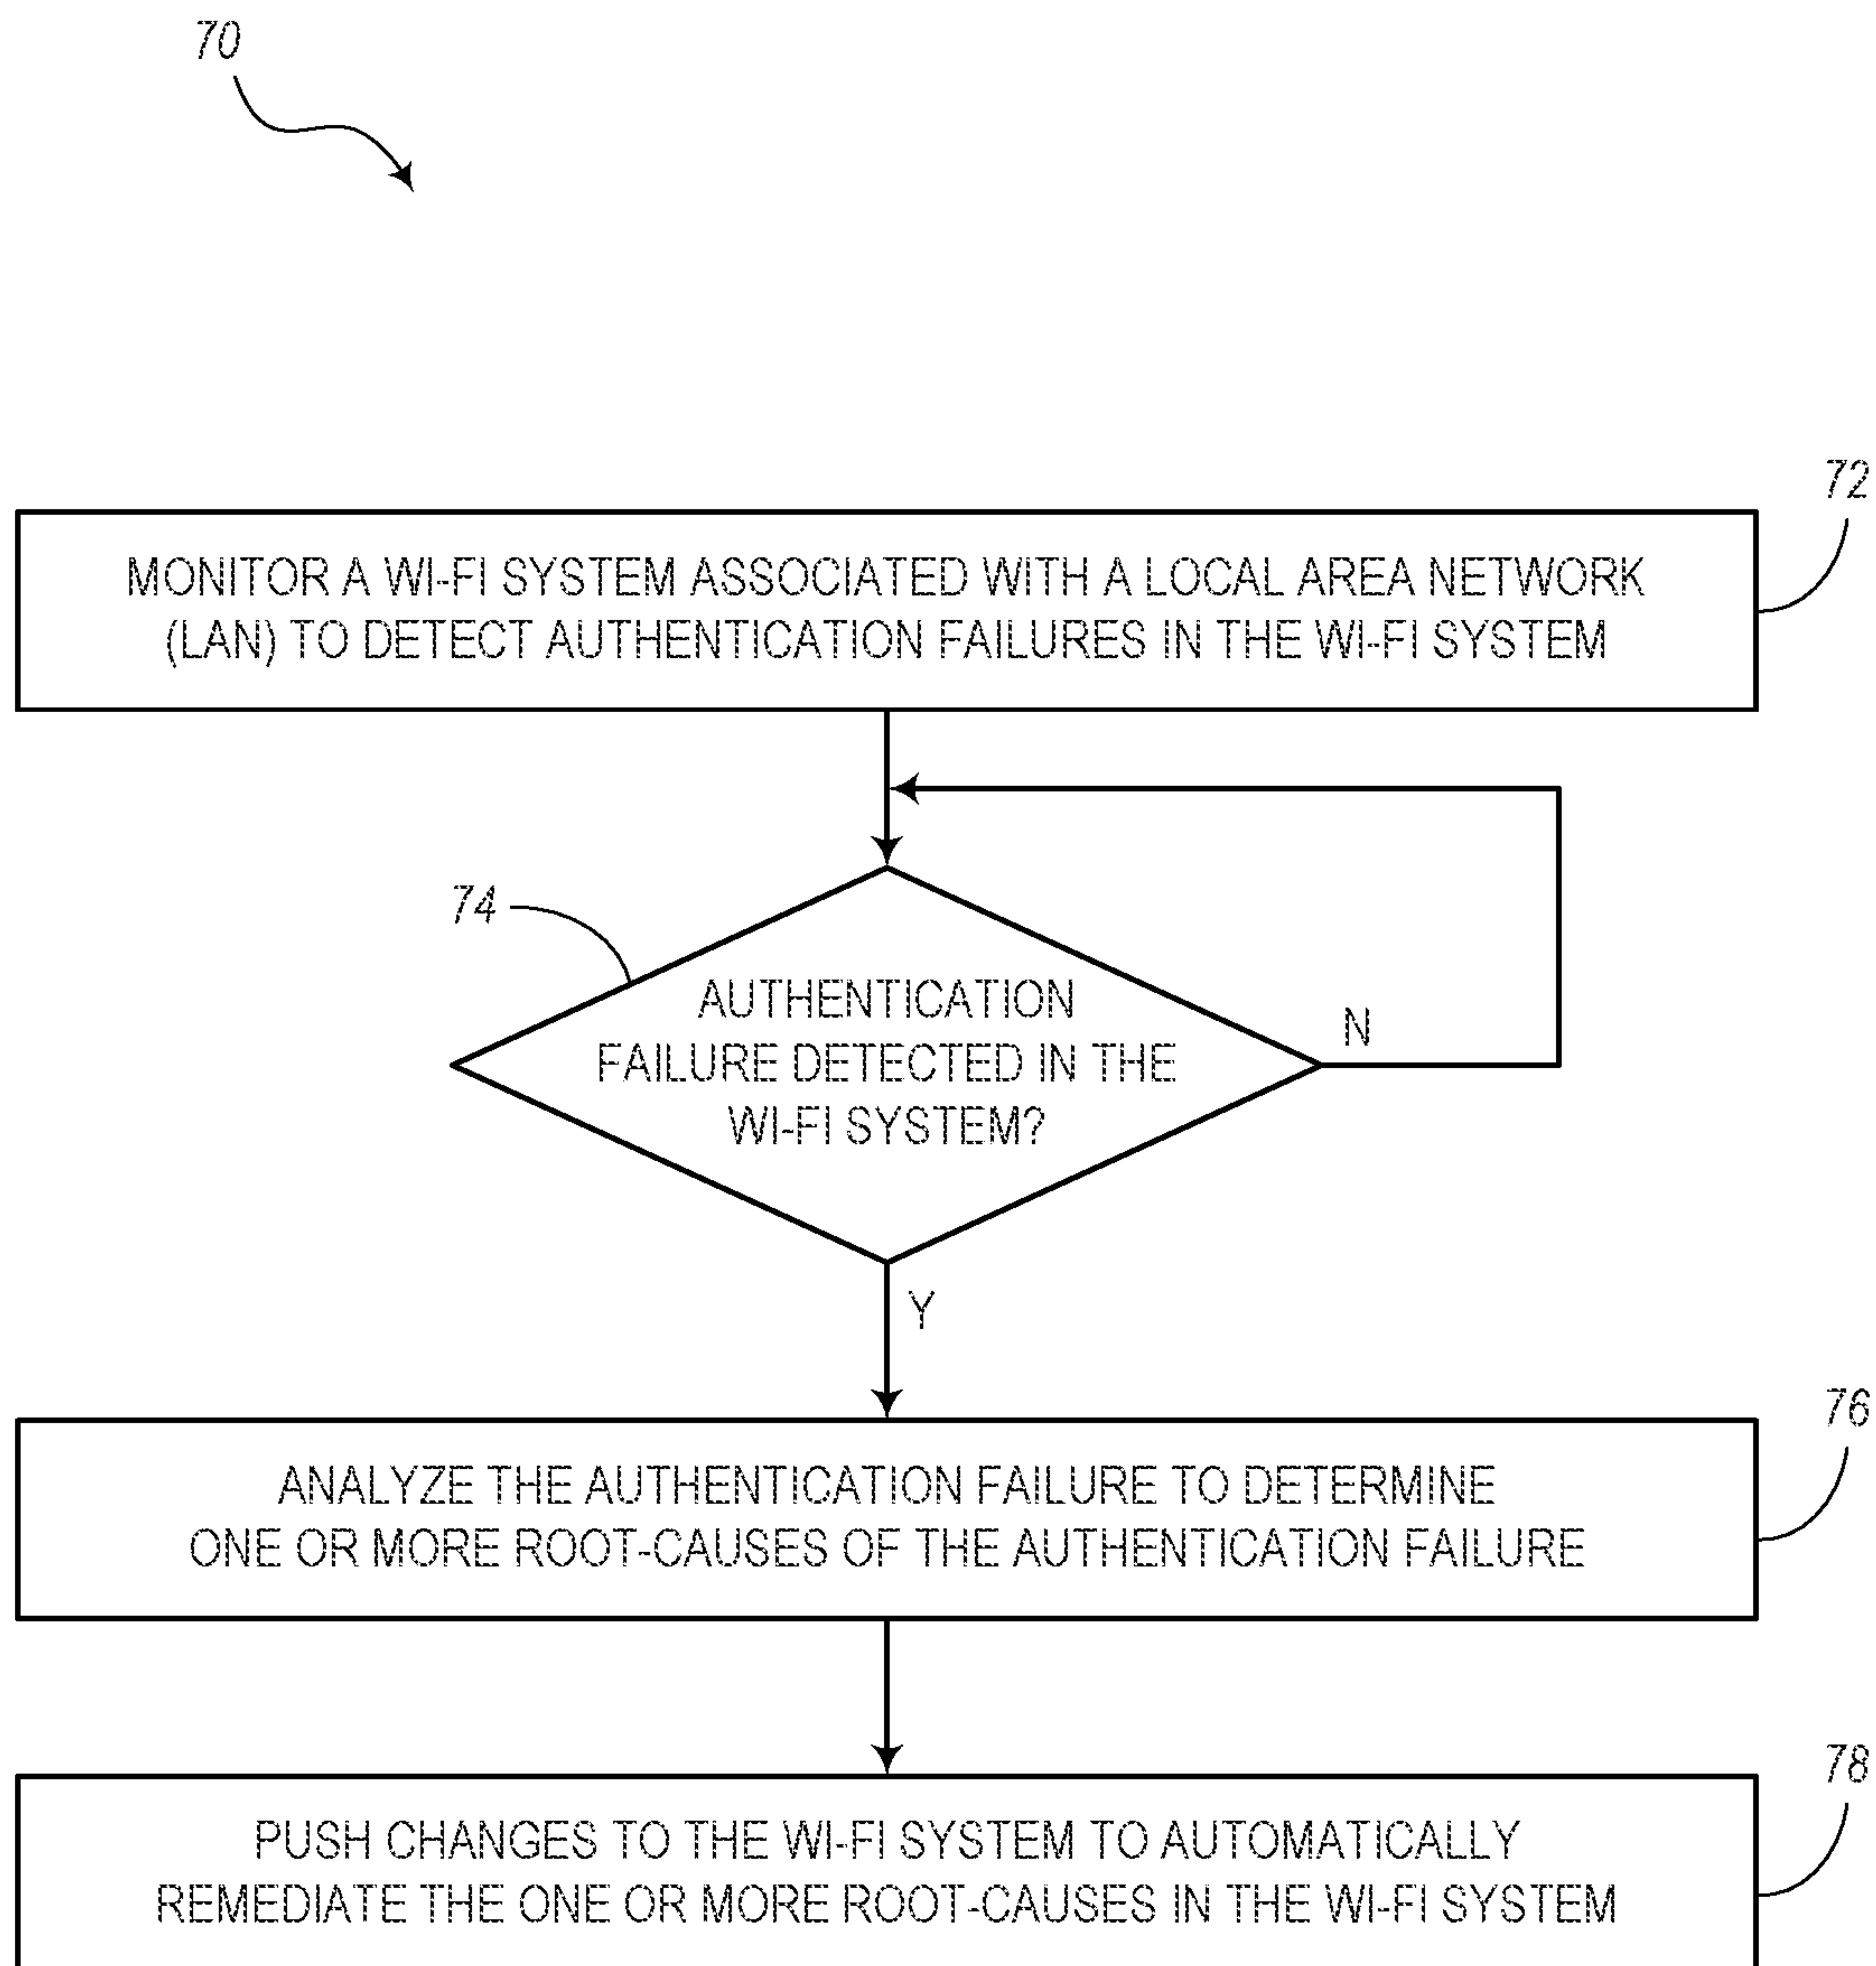 70
72
MONITOR A WI-FI SYSTEM ASSOCIATED WITH A LOCAL AREA NETWORK
(LAN) TO DETECT AUTHENTICATION FAILURES IN THE WI-FI SYSTEM
74
AUTHENTICATION
FAILURE DETECTED IN THE
WI-FI SYSTEM?
N
Y
76
ANALYZE THE AUTHENTICATION FAILURE TO DETERMINE
ONE OR MORE ROOT-CAUSES OF THE AUTHENTICATION FAILURE
78
PUSH CHANGES TO THE WI-FI SYSTEM TO AUTOMATICALLY
REMEDIATE THE ONE OR MORE ROOT-CAUSES IN THE WI-FI SYSTEM